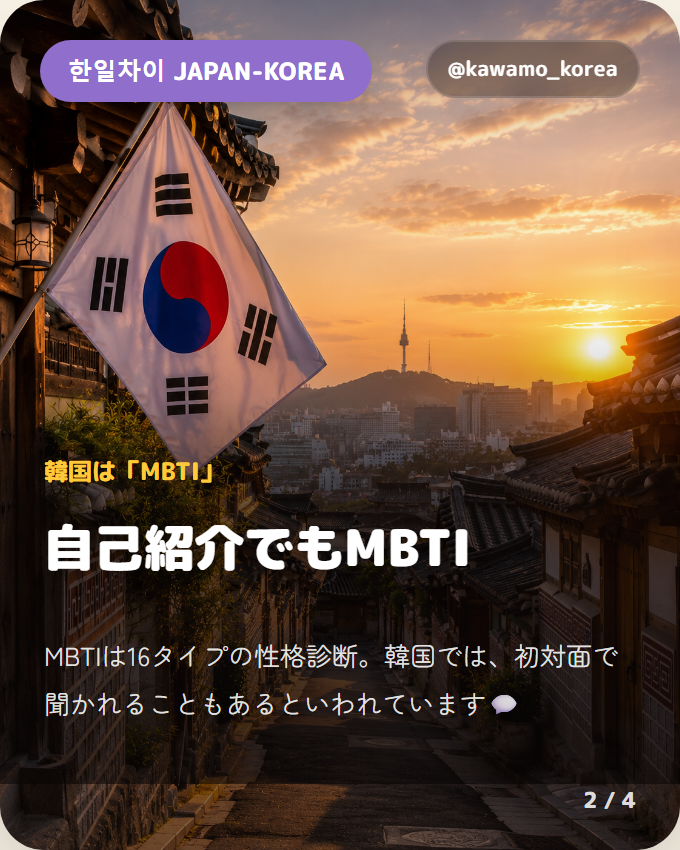 한일차이 JAPAN-KOREA
@kawamo_korea
韓国は「MBTI」
自己紹介でもMBTI
MBTIは16タイプの性格診断。韓国では、初対面で
聞かれることもあるといわれています💬
2 / 4